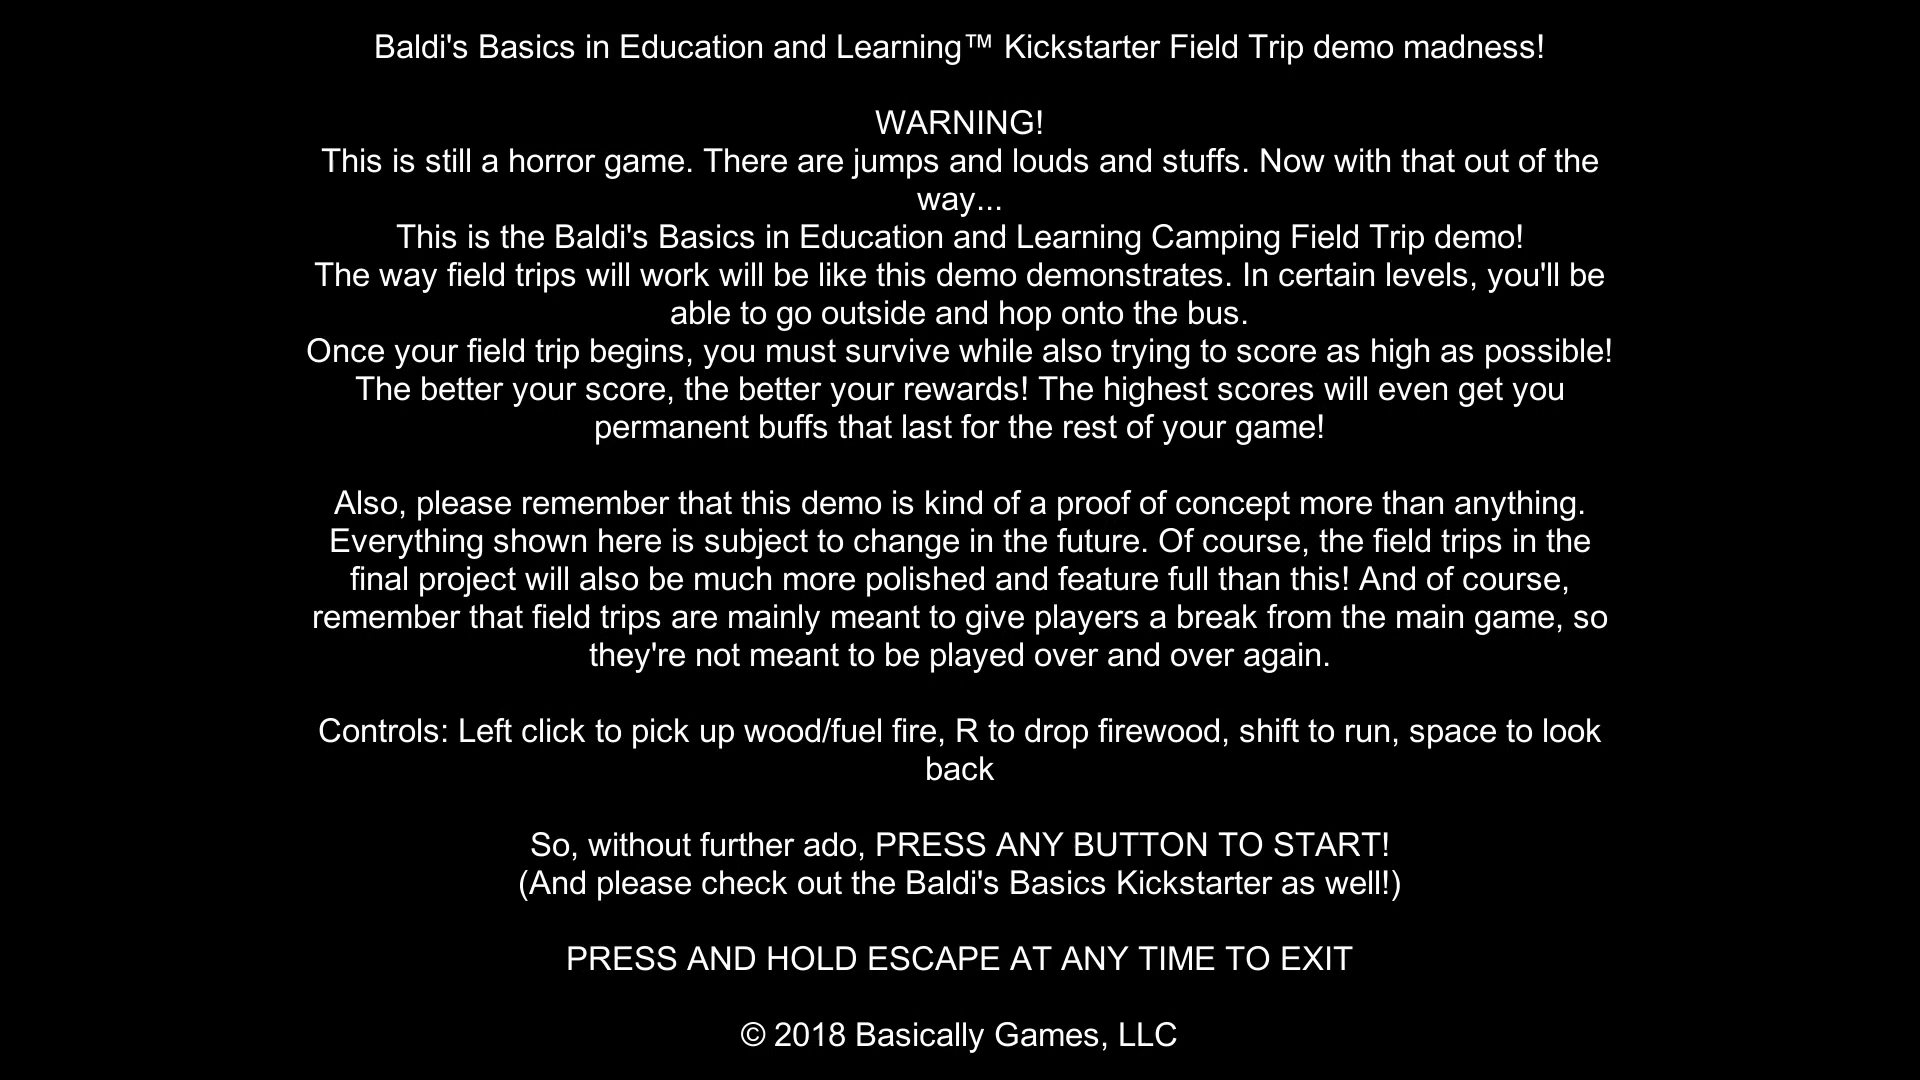 Baldi's Basics in Education and Learning™ Kickstarter Field Trip demo madness!
WARNING!
This is still a horror game. There are jumps and louds and stuffs. Now with that out of the
way...
This is the Baldi's Basics in Education and Learning Camping Field Trip demo!
The way field trips will work will be like this demo demonstrates. In certain levels, you'll be
able to go outside and hop onto the bus.
Once your field trip begins, you must survive while also trying to score as high as possible!
The better your score, the better your rewards! The highest scores will even get you
permanent buffs that last for the rest of your game!
Also, please remember that this demo is kind of a proof of concept more than anything.
Everything shown here is subject to change in the future. Of course, the field trips in the
final project will also be much more polished and feature full than this! And of course,
remember that field trips are mainly meant to give players a break from the main game, so
they're not meant to be played over and over again.
Controls: Left click to pick up wood/fuel fire, R to drop firewood, shift to run, space to look
back
So, without further ado, PRESS ANY BUTTON TO START!
(And please check out the Baldi's Basics Kickstarter as well!)
PRESS AND HOLD ESCAPE AT ANY TIME TO EXIT
© 2018 Basically Games, LLC